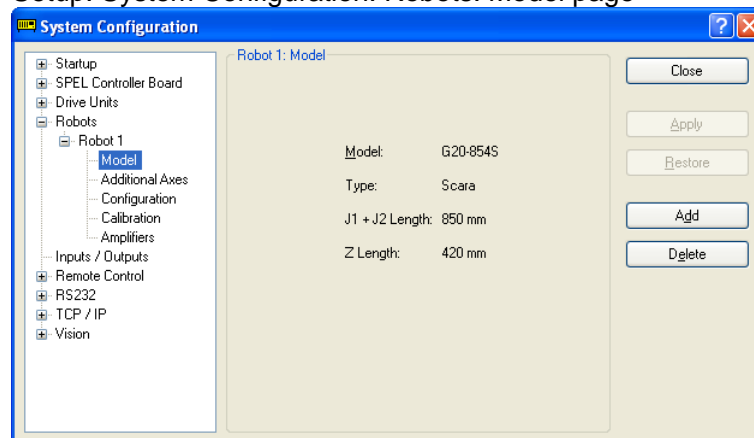 Setup: System Configuration: Robots: Model page
System Configuration
Startup
SPEL Controller Board
Drive Units
Robots
Robot 1
Model
Additional Axes
Configuration
Calibration
Amplifiers
Inputs / Outputs
Remote Control
RS232
TCP / IP
Vision
Robot 1: Model
Model: G20-854S
Type: Scara
J1 + J2 Length: 850 mm
Z Length: 420 mm
Close
Apply
Restore
Add
Delete